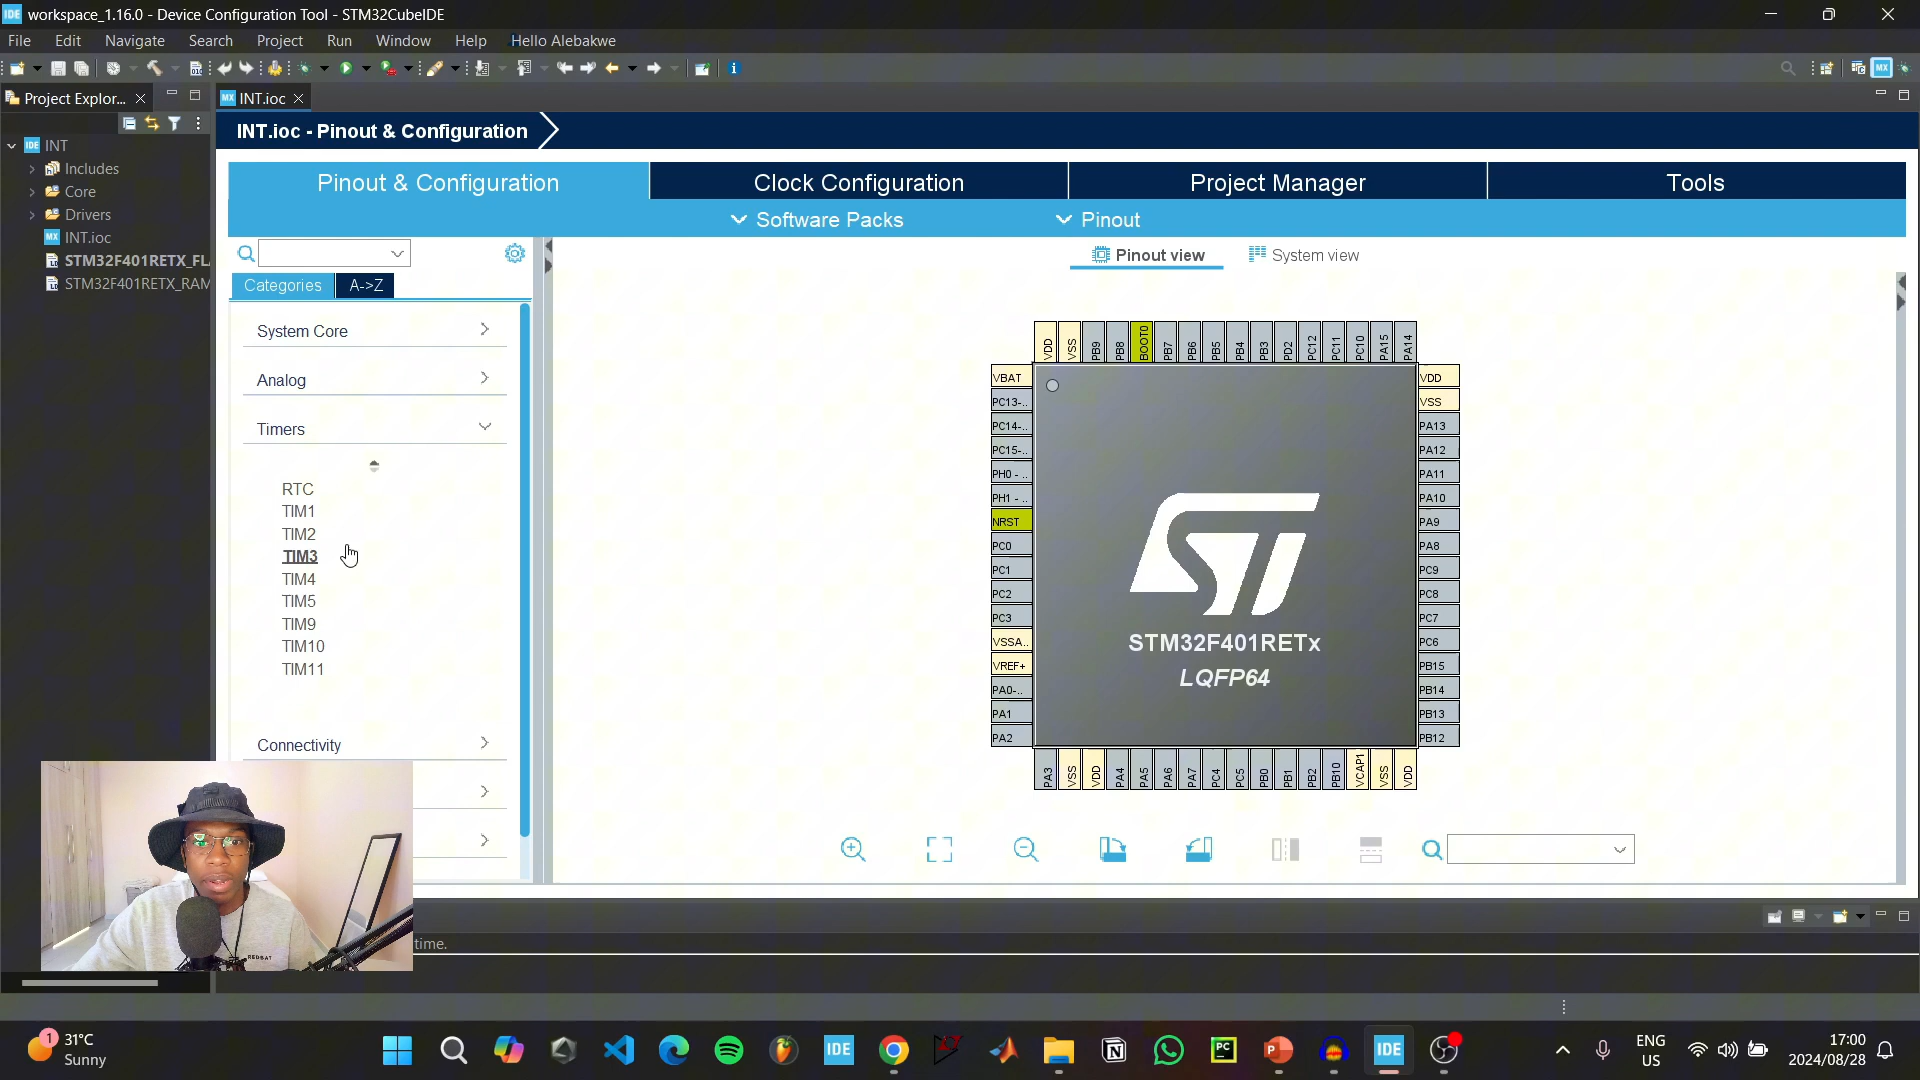 workspace_1.16.0 - Device Configuration Tool - STM32CubeIDE
File Edit Navigate Search Project Run Window Help Hello Alebakwe
Project Explor...
INT.ioc
INT
Includes
Core
Drivers
INT.ioc
STM32F401RETX_FL
STM32F401RETX_RAM
INT.ioc - Pinout & Configuration
Pinout & Configuration
Clock Configuration
Project Manager
Tools
Software Packs
Pinout
Pinout view
System view
Categories
A->Z
System Core
Analog
Timers
RTC
TIM1
TIM2
TIM3
TIM4
TIM5
TIM9
TIM10
TIM11
Connectivity
VDD
VSS
PB9
PB8
BOOT0
PB7
PB6
PB5
PB4
PB3
PD2
PC12
PC11
PC10
PA15
PA14
VBAT
PC13-..
PC14-..
PC15-..
PH0 - ..
PH1 - ..
NRST
PC0
PC1
PC2
PC3
VSSA..
VREF+
PA0-..
PA1
PA2
STM32F401RETx
LQFP64
VDD
VSS
PA13
PA12
PA11
PA10
PA9
PA8
PC9
PC8
PC7
PC6
PB15
PB14
PB13
PB12
PA3
VSS
VDD
PA4
PA5
PA6
PA7
PC4
PC5
PB0
PB1
PB2
PB10
VCAP1
VSS
VDD
time.
REDBAT
1
31°C
Sunny
ENG
US
17:00
2024/08/28